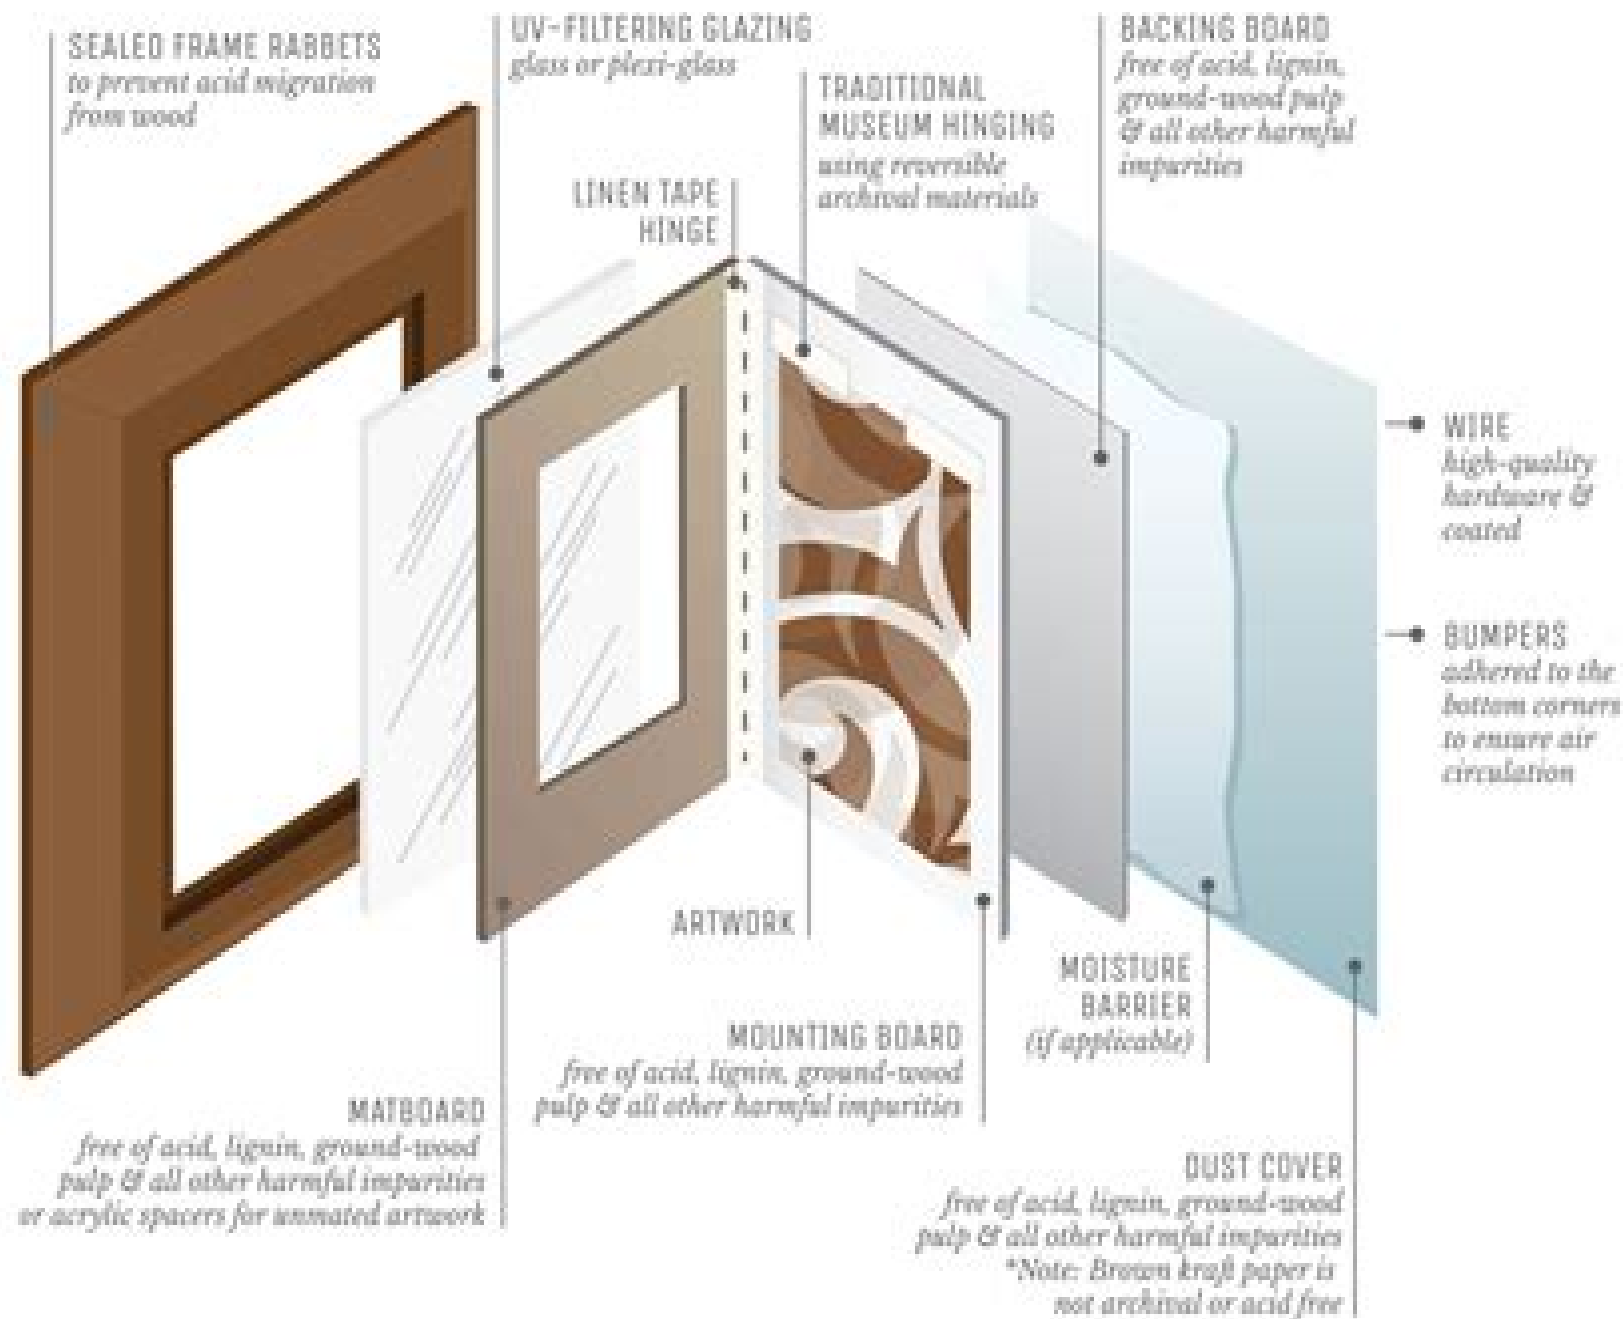 SEALED FRAME RABBETS
to prevent acid migration
from wood
UV-FILTERING GLAZING
glass or plexi-glass
LINEN TAPE
HINGE
TRADITIONAL
MUSEUM HINGING
using reversible
archival materials
BACKING BOARD
free of acid, lignin,
ground-wood pulp
& all other harmful
impurities
WIRE
high-quality
hardware &
coated
BUMPERS
adhered to the
bottom corners
to ensure air
circulation
ARTWORK
MOISTURE
BARRIER
(if applicable)
MOUNTING BOARD
free of acid, lignin, ground-wood
pulp & all other harmful impurities
MATBOARD
free of acid, lignin, ground-wood
pulp & all other harmful impurities
or acrylic spacers for unmated artwork
DUST COVER
free of acid, lignin, ground-wood
pulp & all other harmful impurities
*Note: Brown kraft paper is
not archival or acid free